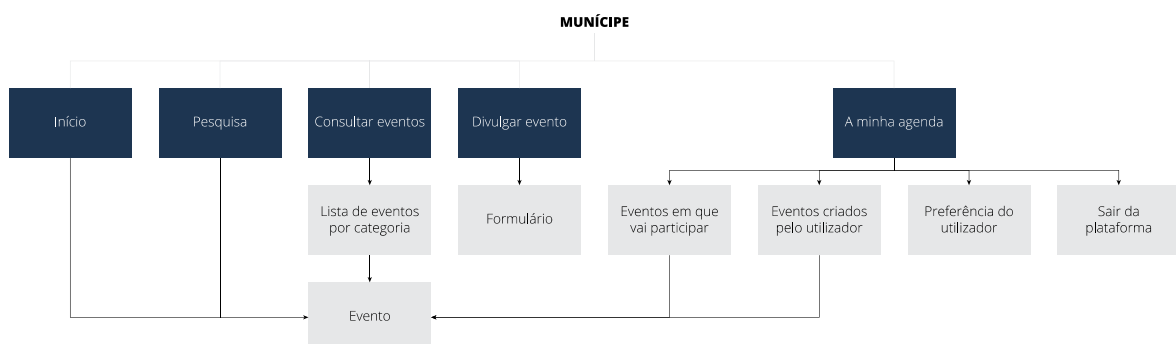 MUNÍCIPE
Início
Pesquisa
Consultar eventos
Divulgar evento
A minha agenda
Lista de eventos
por categoria
Formulário
Eventos em que
vai participar
Eventos criados
pelo utilizador
Preferência do
utilizador
Sair da
plataforma
Evento